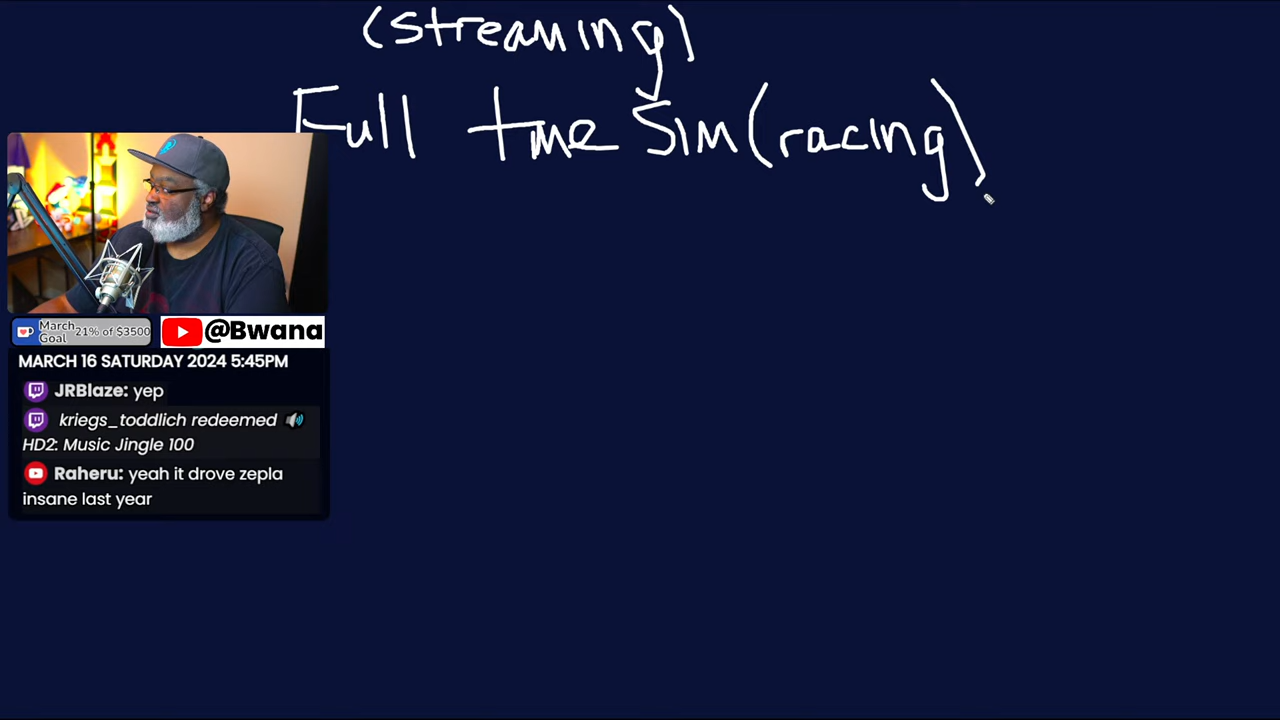 (streaming)
Full tme Sim(racing)
March Goal 21% of $3500
@Bwana
MARCH 16 SATURDAY 2024 5:45PM
JRBlaze: yep
kriegs_toddlich redeemed
HD2: Music Jingle 100
Raheru: yeah it drove zepla
insane last year